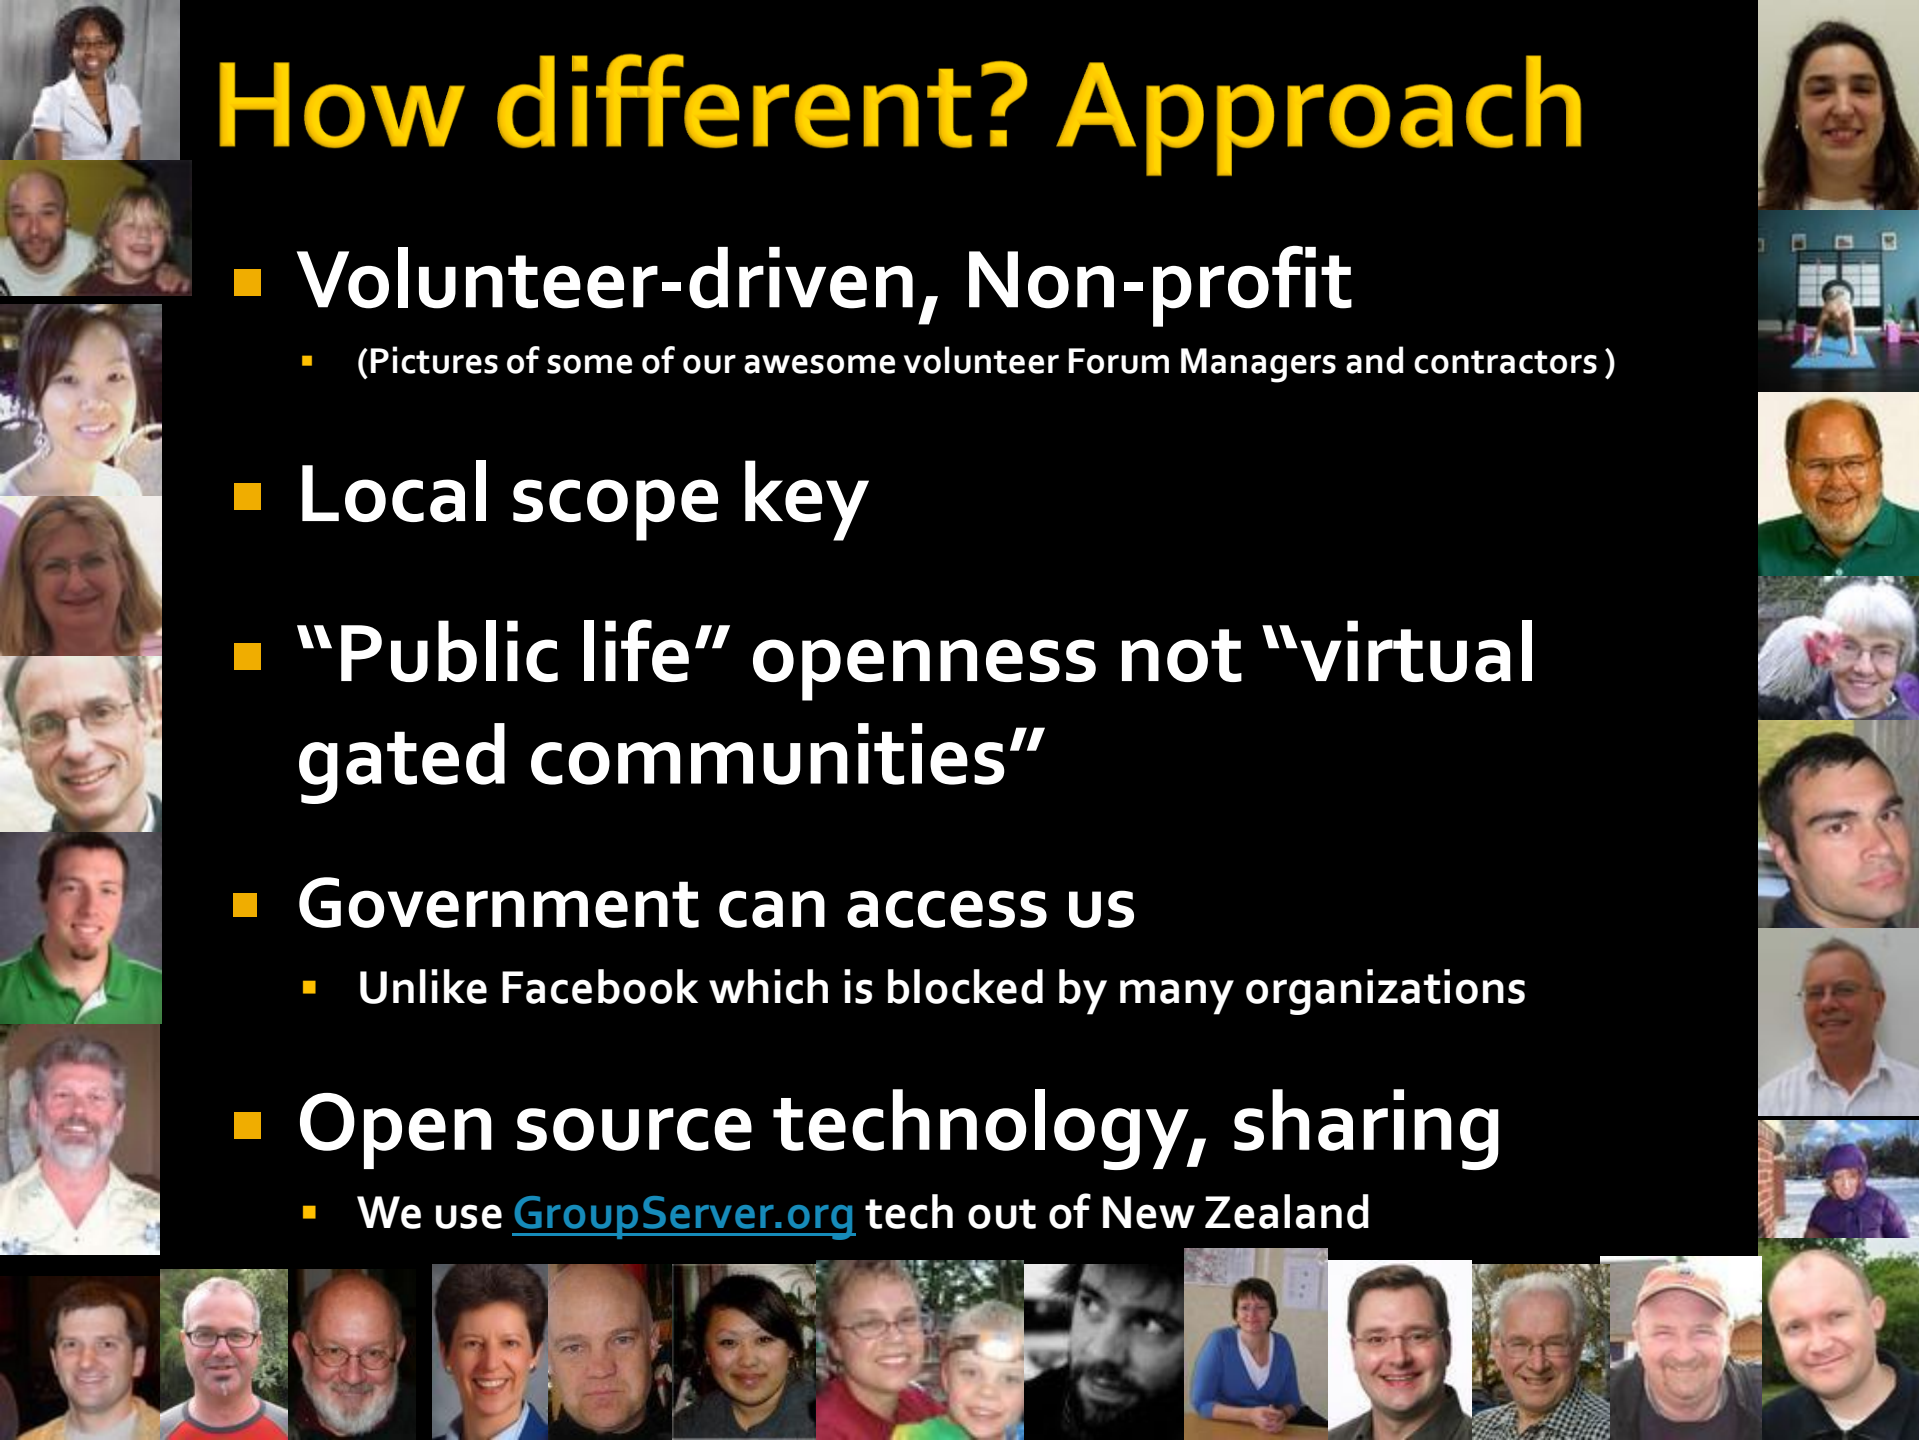 How different? Approach
Volunteer-driven, Non-profit
(Pictures of some of our awesome volunteer Forum Managers and contractors )
Local scope key
“Public life” openness not “virtual
gated communities”
Government can access us
Unlike Facebook which is blocked by many organizations
Open source technology, sharing
We use GroupServer.org tech out of New Zealand